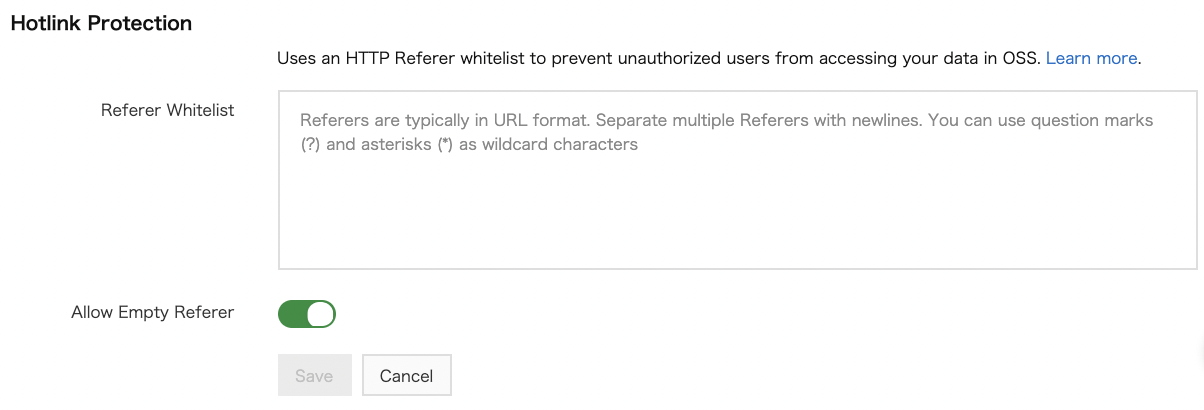 Hotlink Protection
Uses an HTTP Referer whitelist to prevent unauthorized users from accessing your data in OSS. Learn more.
Referer Whitelist
Referers are typically in URL format. Separate multiple Referers with newlines. You can use question marks
(?) and asterisks (*) as wildcard characters
Allow Empty Referer
Save
Cancel